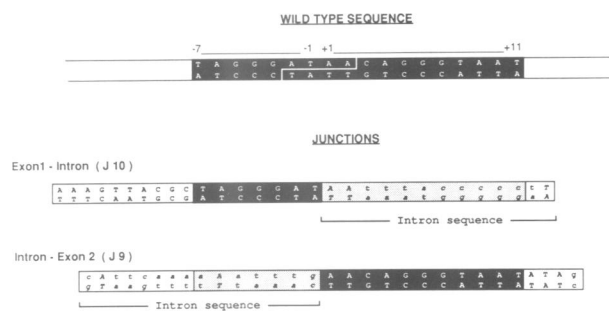 WILD TYPE SEQUENCE
-7 -1 +1 +11
T A G G G A T A A C A G G G T A A T
A T C C C T A T T G T C C C A T T A
JUNCTIONS
Exon1 - Intron ( J 10 )
A A A G T T A C G C T A G G G A T A A t t t a c c c c c t T
T T T C A A T G C G A T C C C T A T T a a a t g g g g g a A
Intron sequence
Intron - Exon 2 ( J 9 )
c A t t c a a a a A a t t t g A A C A G G G T A A T A T A g
g T a a g t t t t T t a a a c T T G T C C C A T T A T A T c
Intron sequence